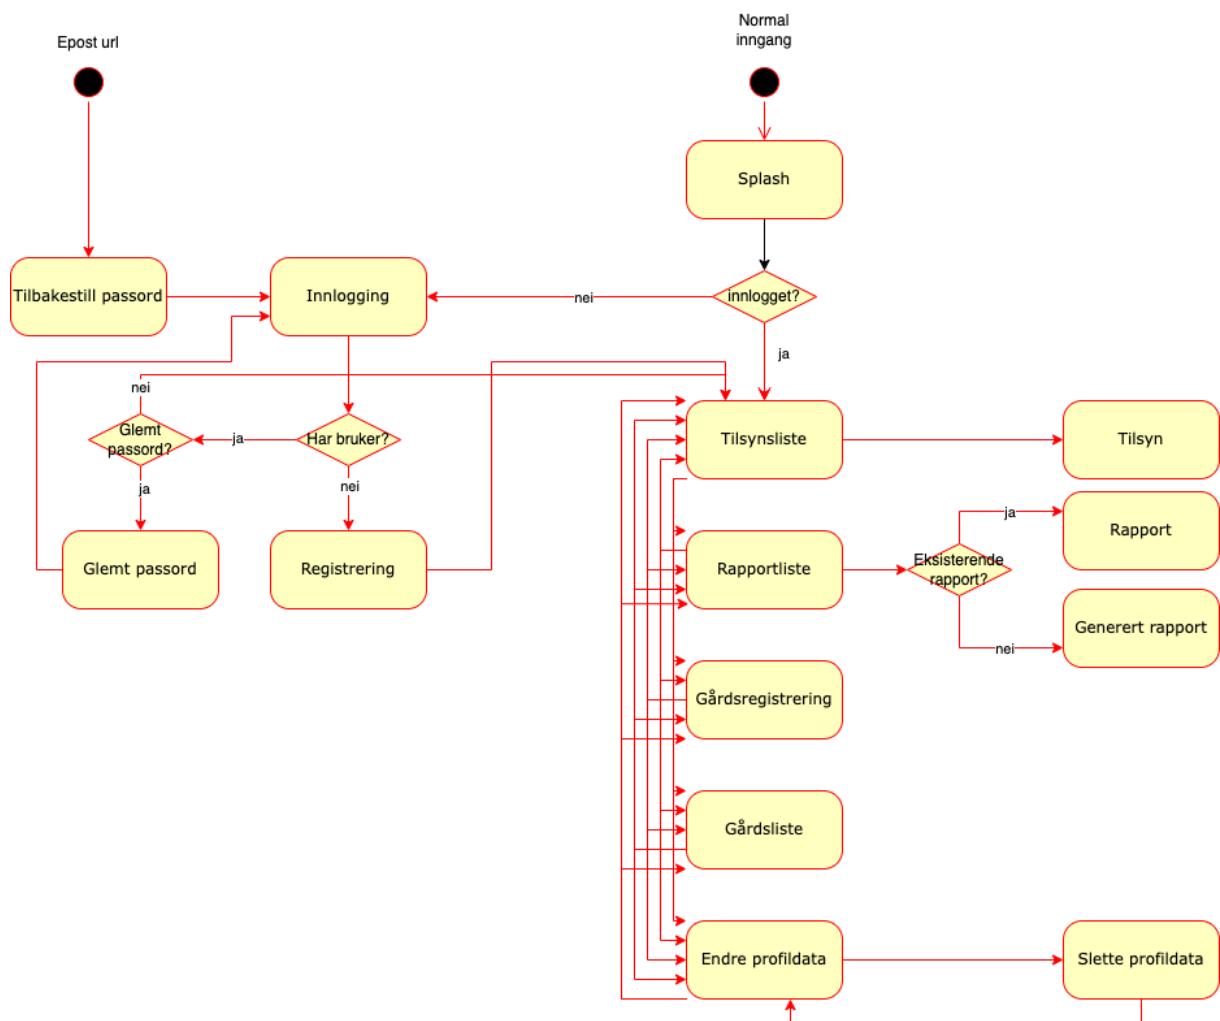 Normal
inngang
Epost url
Splash
Tilbakestill passord
Innlogging
nei
innlogget?
ja
nei
Glemt
passord?
ja
Har bruker?
Tilsynsliste
Tilsyn
ja
nei
Glemt passord
Registrering
Rapportliste
Eksisterende
rapport?
ja
Rapport
nei
Generert rapport
Gårdsregistrering
Gårdsliste
Endre profildata
Slette profildata